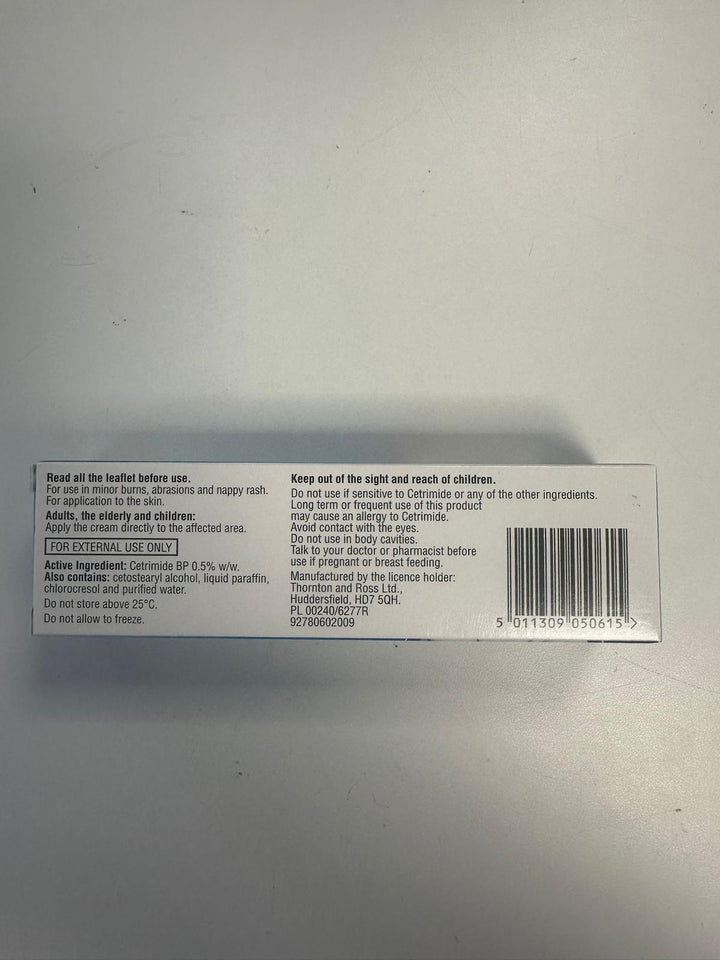 Read all the leaflet before use.
For use in minor burns, abrasions and nappy rash.
For application to the skin.
Adults, the elderly and children:
Apply the cream directly to the affected area.
FOR EXTERNAL USE ONLY
Active Ingredient: Cetrimide BP 0.5% w/w.
Also contains: cetostearyl alcohol, liquid paraffin,
chlorocresol and purified water.
Do not store above 25°C.
Do not allow to freeze.
Keep out of the sight and reach of children.
Do not use if sensitive to Cetrimide or any of the other ingredients.
Long term or frequent use of this product
may cause an allergy to Cetrimide.
Avoid contact with the eyes.
Do not use in body cavities.
Talk to your doctor or pharmacist before
use if pregnant or breast feeding.
Manufactured by the licence holder:
Thornton and Ross Ltd.,
Huddersfield, HD7 5QH.
PL 00240/6277R
92780602009
5 011309 050615 >